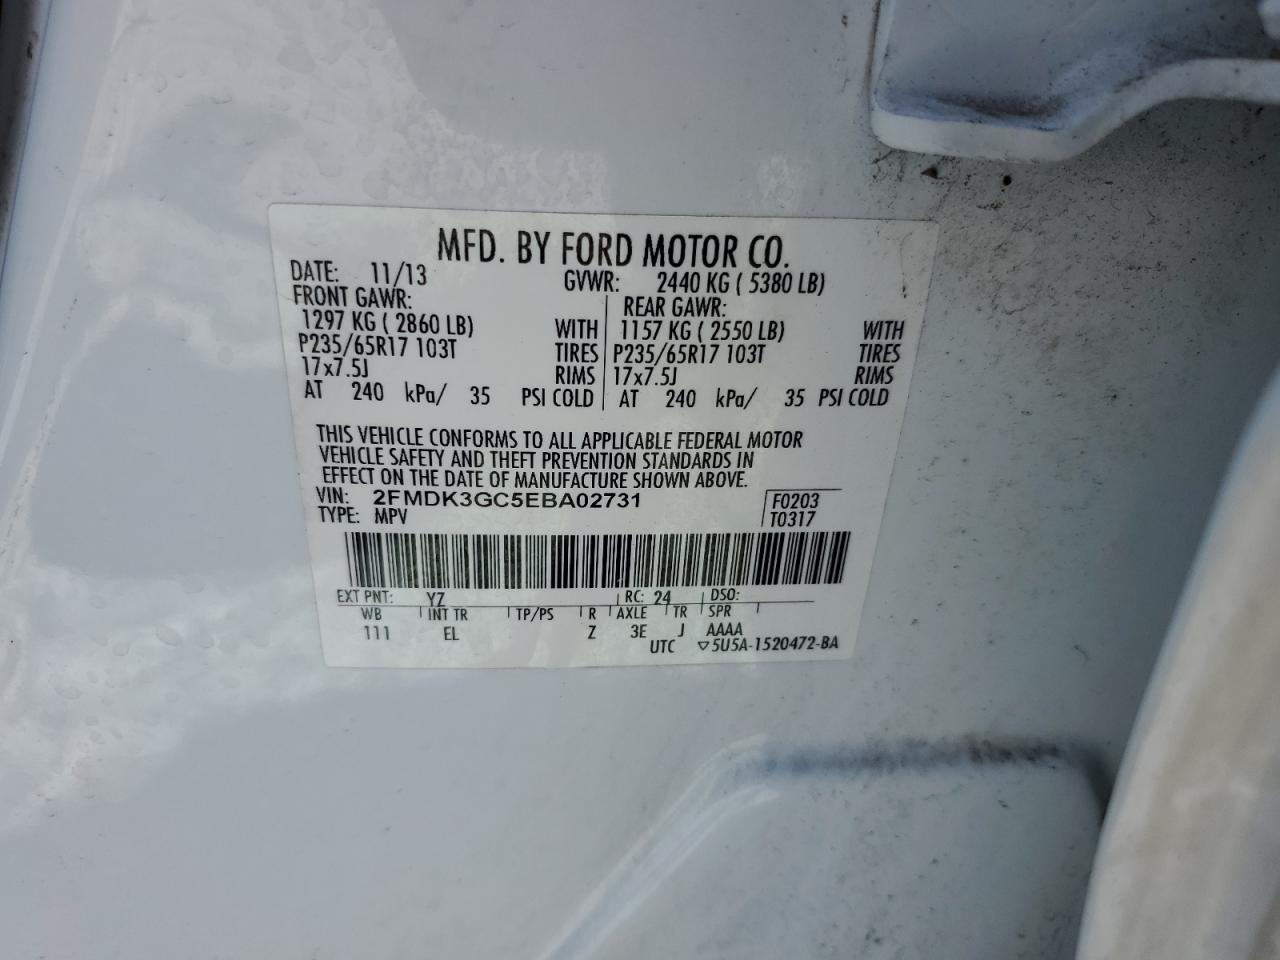 MFD. BY FORD MOTOR CO.
DATE: 11/13 GVWR: 2440 KG ( 5380 LB)
FRONT GAWR: REAR GAWR:
1297 KG ( 2860 LB) WITH 1157 KG ( 2550 LB) WITH
P235/65R17 103T TIRES P235/65R17 103T TIRES
17x7.5J RIMS 17x7.5J RIMS
AT 240 kPa/ 35 PSI COLD AT 240 kPa/ 35 PSI COLD
THIS VEHICLE CONFORMS TO ALL APPLICABLE FEDERAL MOTOR
VEHICLE SAFETY AND THEFT PREVENTION STANDARDS IN
EFFECT ON THE DATE OF MANUFACTURE SHOWN ABOVE.
VIN: 2FMDK3GC5EBA02731 F0203
TYPE: MPV T0317
EXT PNT: YZ RC: 24 DSO:
WB INT TR TP/PS R AXLE TR SPR
111 EL Z 3E J AAAA
UTC ▽5U5A-1520472-BA